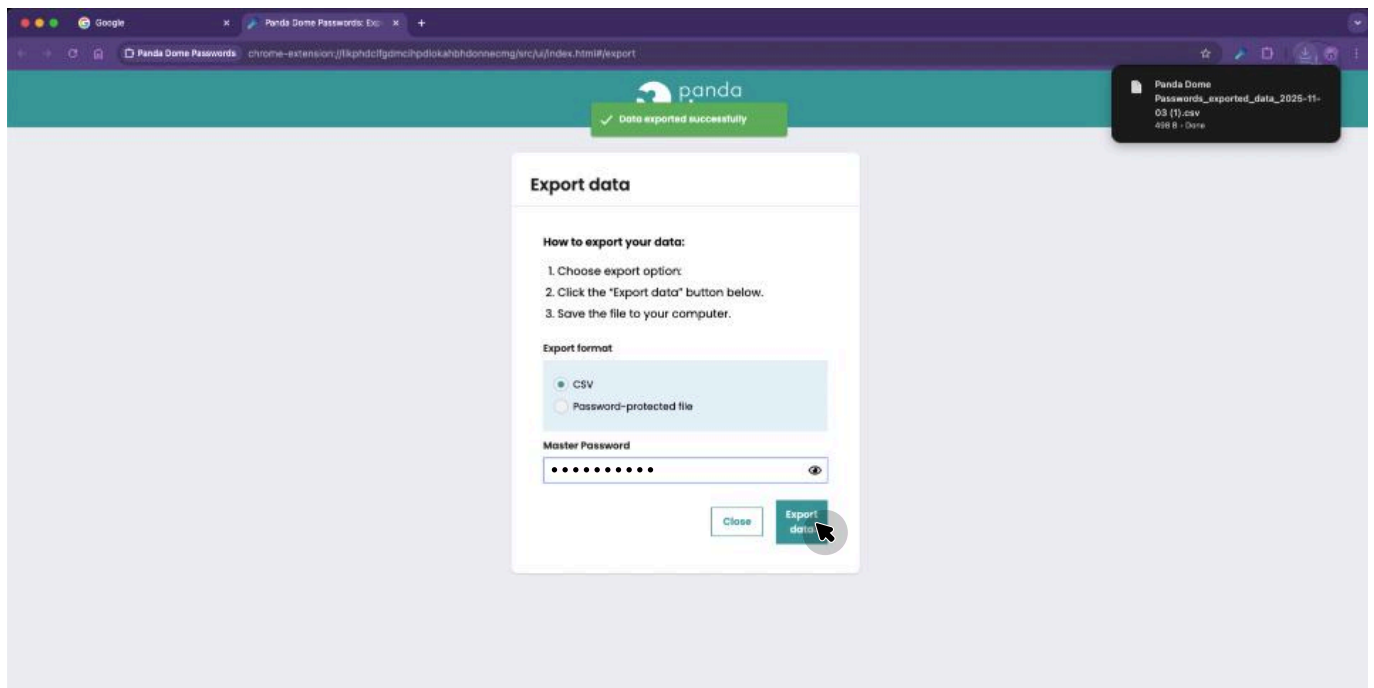 Google
Panda Dome Passwords: Exp
Panda Dome Passwords
panda
Data exported successfully
Panda Dome
Passwords_exported_data_2025-11-
03 (1).csv
498 B - Done
Export data
How to export your data:
1. Choose export option:
2. Click the "Export data" button below.
3. Save the file to your computer.
Export format
CSV
Password-protected file
Master Password
Close
Export
data